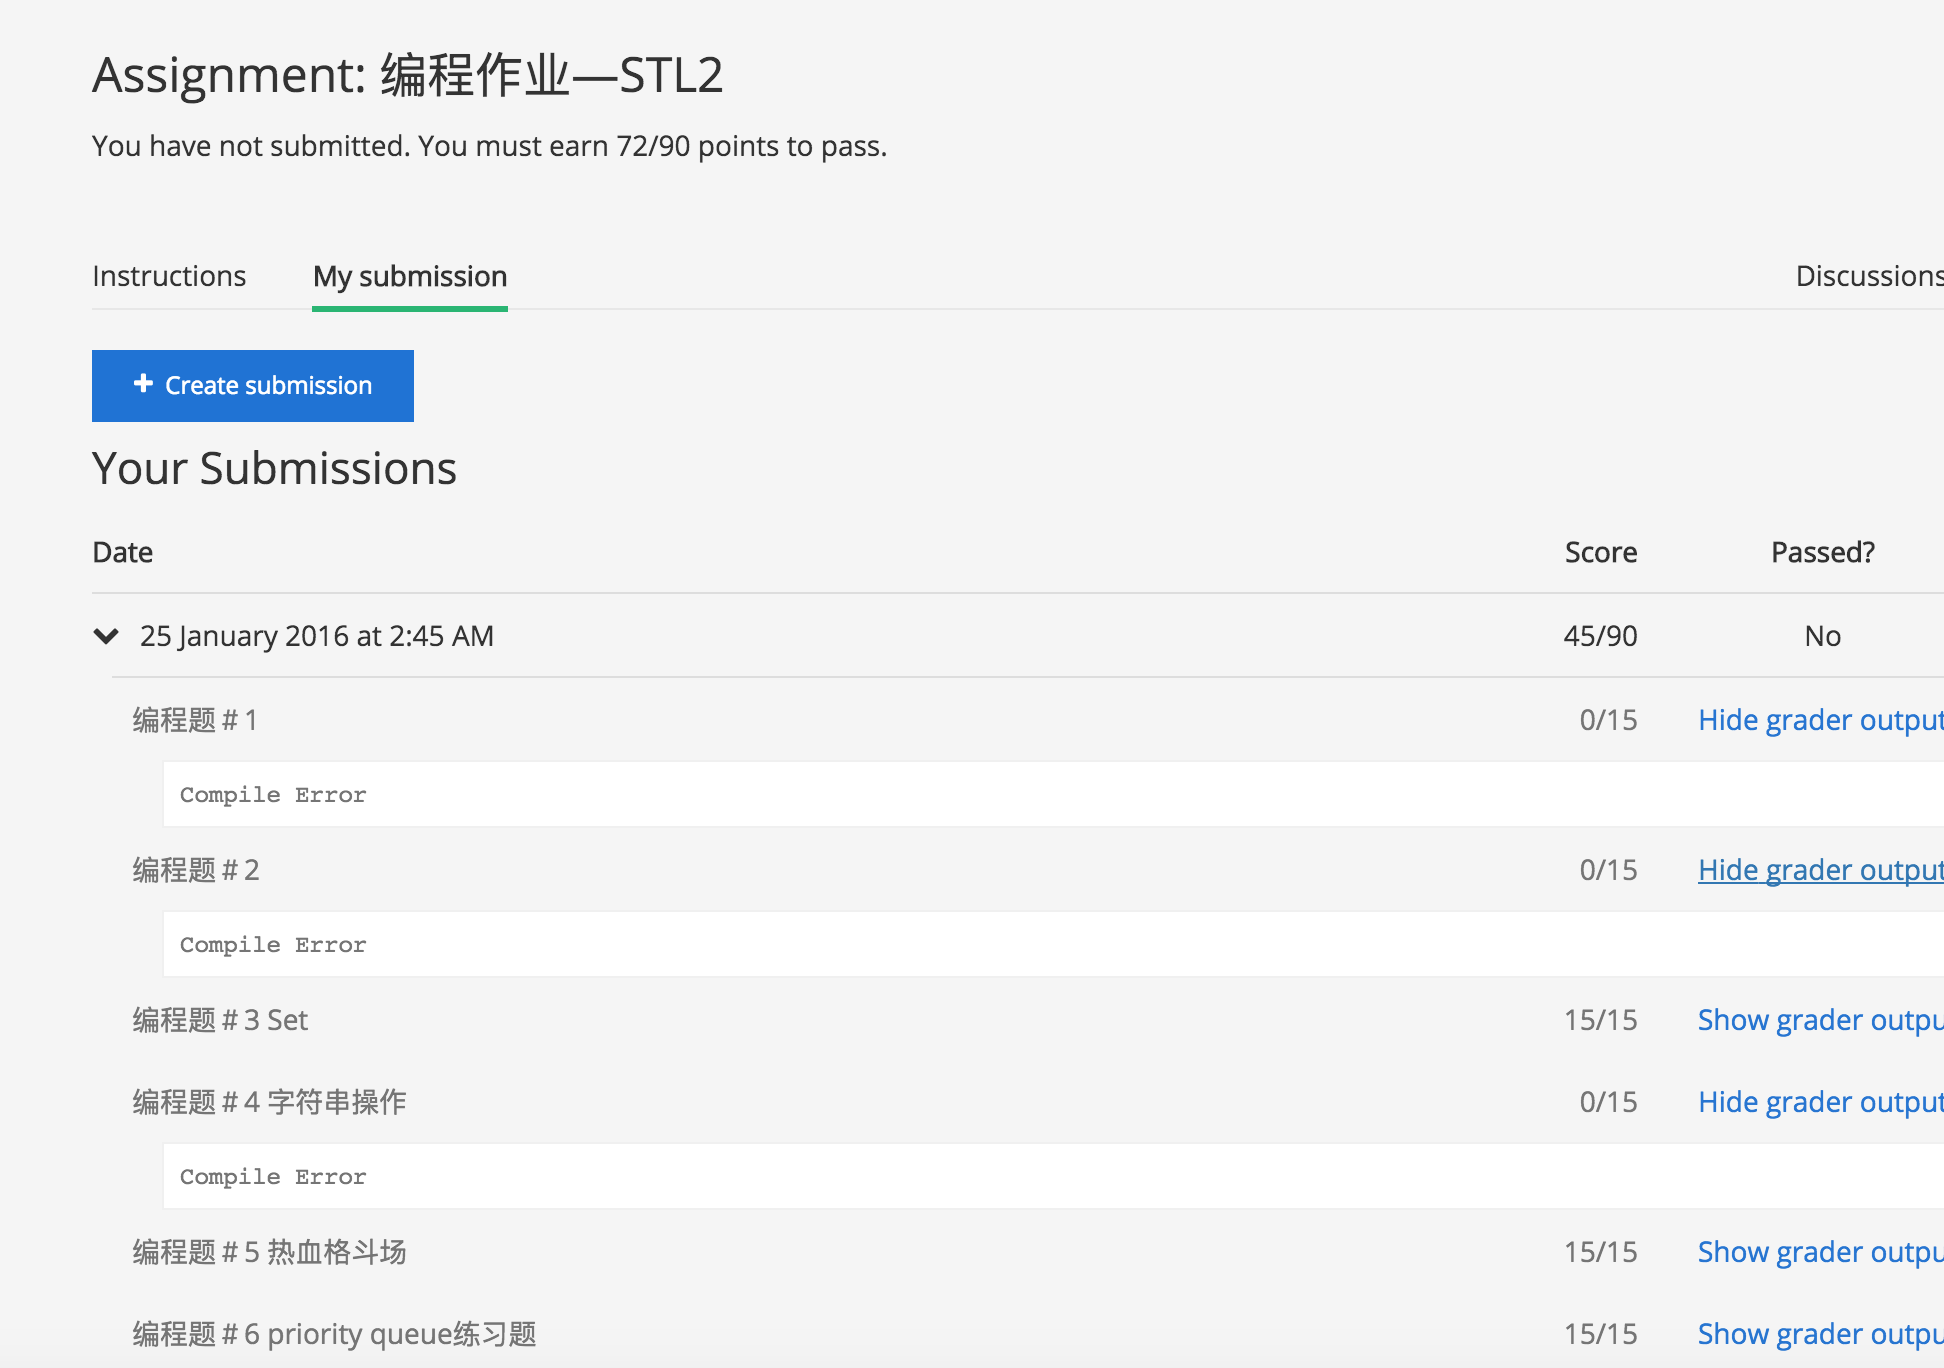 Assignment: 编程作业—STL2
You have not submitted. You must earn 72/90 points to pass.
Instructions My submission Discussions
+ Create submission
Your Submissions
Date Score Passed?
25 January 2016 at 2:45 AM 45/90 No
编程题＃1 0/15 Hide grader output
Compile Error
编程题＃2 0/15 Hide grader output
Compile Error
编程题＃3 Set 15/15 Show grader outpu
编程题＃4 字符串操作 0/15 Hide grader output
Compile Error
编程题＃5 热血格斗场 15/15 Show grader outpu
编程题＃6 priority queue练习题 15/15 Show grader outpu